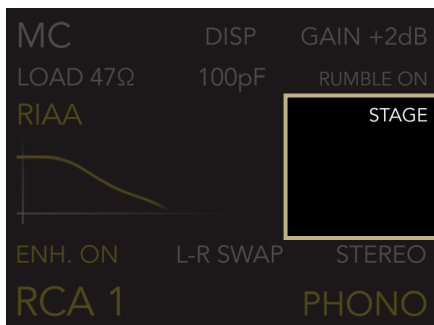 MC DISP GAIN +2dB
LOAD 47Ω 100pF RUMBLE ON
RIAA STAGE
ENH. ON L-R SWAP STEREO
RCA 1 PHONO